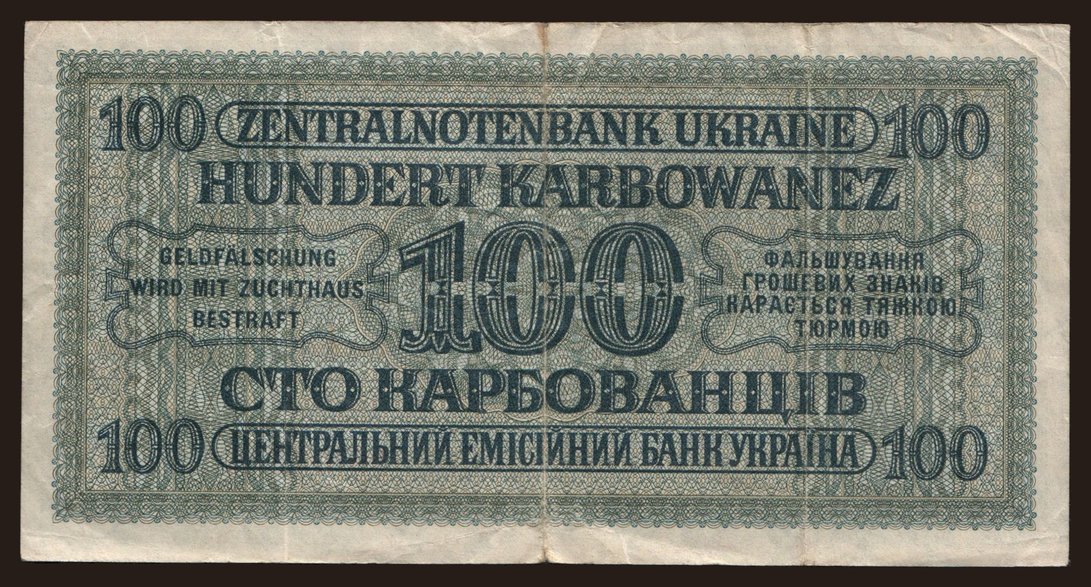 100 ZENTRALNOTENBANK UKRAINE 100
HUNDERT KARBOWANEZ
GELDFÄLSCHUNG
WIRD MIT ZUCHTHAUS
BESTRAFT
100
ФАЛЬШУВАННЯ
ГРОШЕВИХ ЗНАКІВ
КАРАЄТЬСЯ ТЯЖКОЮ
ТЮРМОЮ
СТО КАРБОВАНЦІВ
100 ЦЕНТРАЛЬНИЙ ЕМІСІЙНИЙ БАНК УКРАЇНА 100